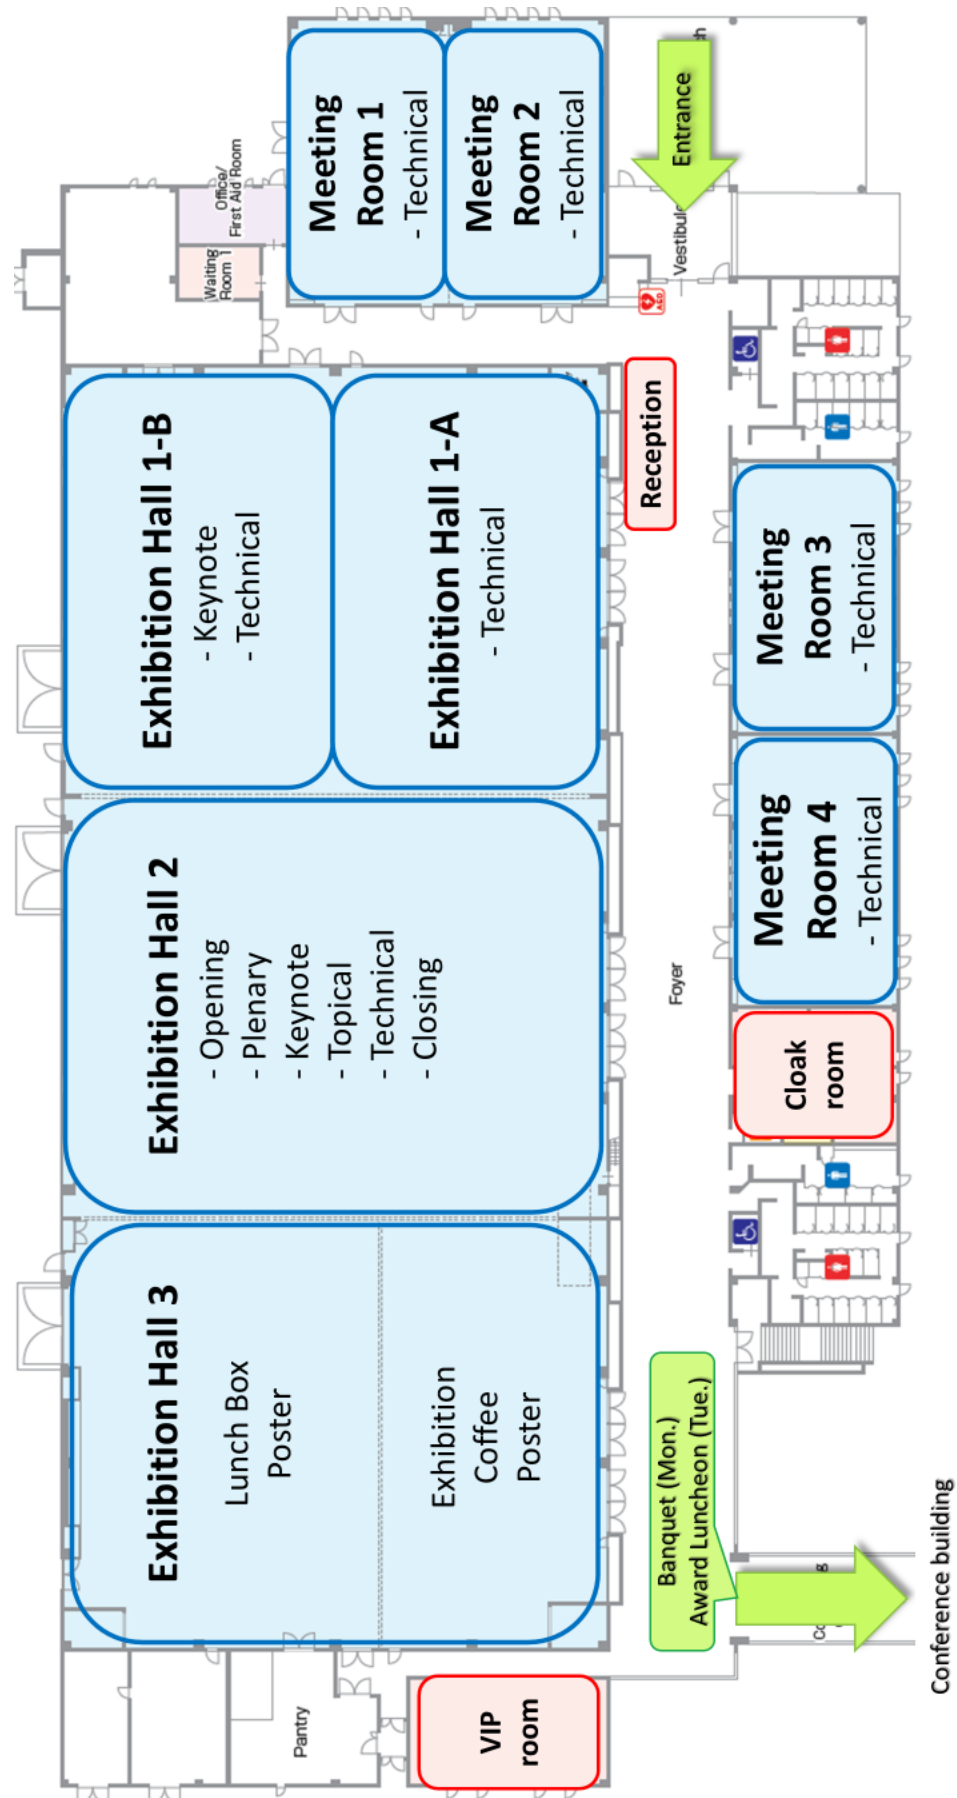 Meeting
Room 1
- Technical
Meeting
Room 2
- Technical
Entrance
Office/
First Aid Room
Waiting
Room 1
Vestibule
AED
Exhibition Hall 1-B
- Keynote
- Technical
Exhibition Hall 1-A
- Technical
Reception
Meeting
Room 3
- Technical
Exhibition Hall 2
- Opening
- Plenary
- Keynote
- Topical
- Technical
- Closing
Foyer
Meeting
Room 4
- Technical
Cloak
room
Exhibition Hall 3
Lunch Box
Poster
Exhibition
Coffee
Poster
Banquet (Mon.)
Award Luncheon (Tue.)
Conference building
Pantry
VIP
room